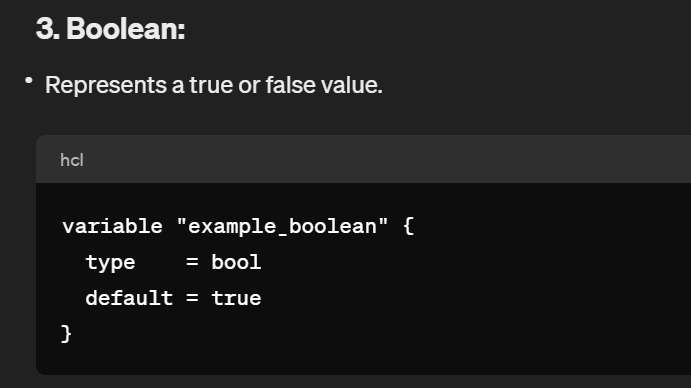 3. Boolean:
• Represents a true or false value.
hcl
variable "example_boolean" {
  type    = bool
  default = true
}